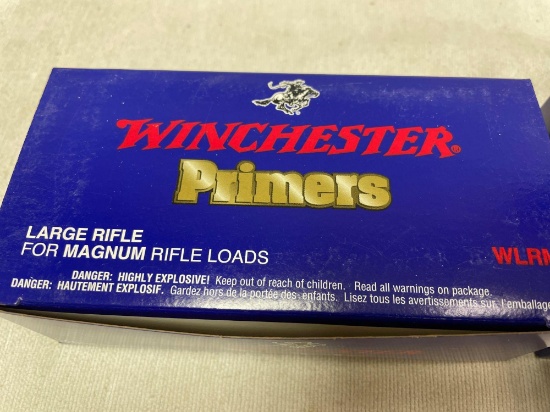 WINCHESTER®
Primers
LARGE RIFLE
FOR MAGNUM RIFLE LOADS
WLRM
DANGER: HIGHLY EXPLOSIVE! Keep out of reach of children. Read all warnings on package.
DANGER: HAUTEMENT EXPLOSIF. Gardez hors de la portée des enfants. Lisez tous les avertissements sur l'emballage